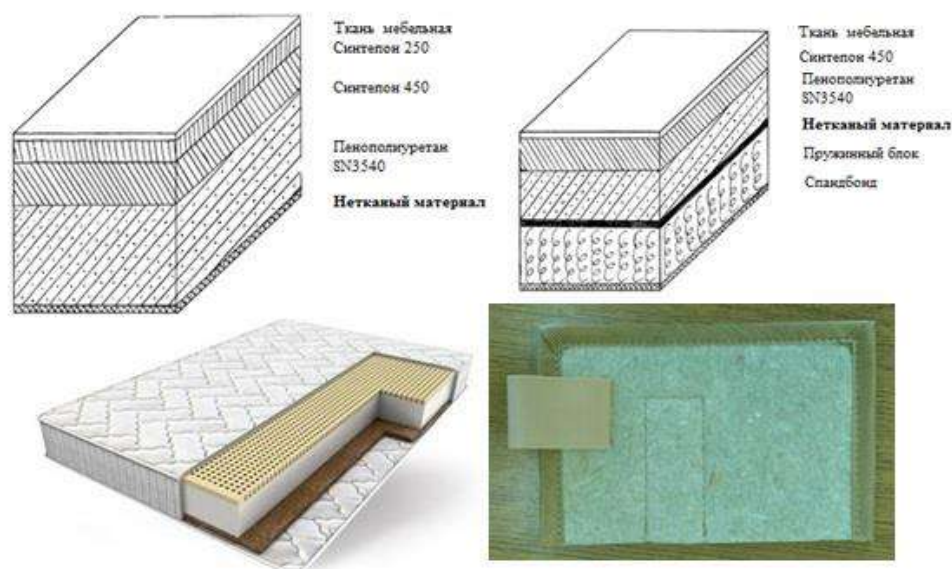 Ткань мебельная
Синтепон 250
Синтепон 450
Пенополиуретан
SN3540
Нетканый материал
Ткань мебельная
Синтепон 450
Пенополиуретан
SN3540
Нетканый материал
Пружинный блок
Спандбонд